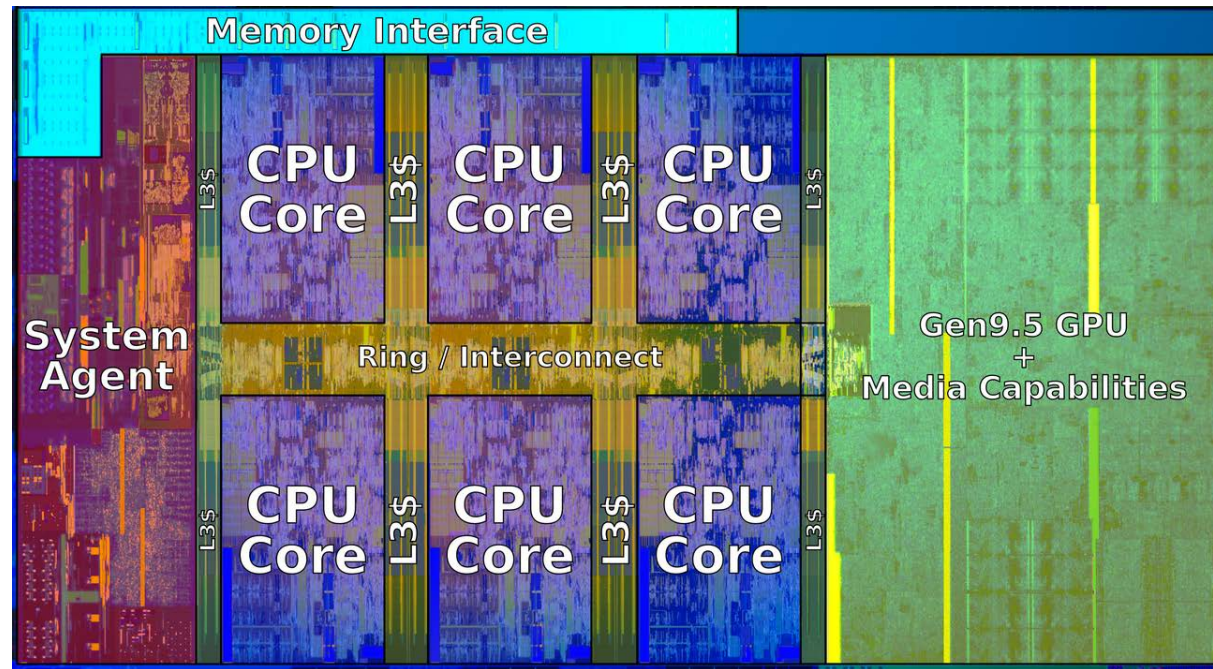 Memory Interface
L3$
CPU
Core
L3$
CPU
Core
L3$
CPU
Core
L3$
System
Agent
Ring / Interconnect
Gen9.5 GPU
+
Media Capabilities
L3$
CPU
Core
L3$
CPU
Core
L3$
CPU
Core
L3$